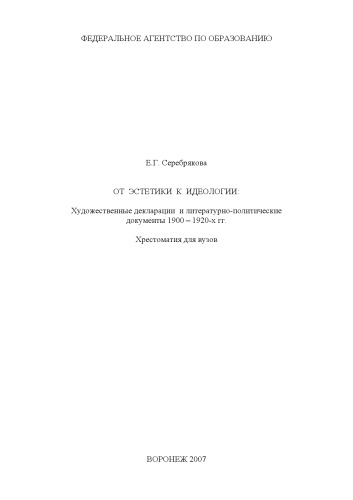 ФЕДЕРАЛЬНОЕ АГЕНТСТВО ПО ОБРАЗОВАНИЮ
Е.Г. Серебрякова
ОТ ЭСТЕТИКИ К ИДЕОЛОГИИ:
Художественные декларации и литературно-политические
документы 1900 – 1920-х гг.
Хрестоматия для вузов
ВОРОНЕЖ 2007